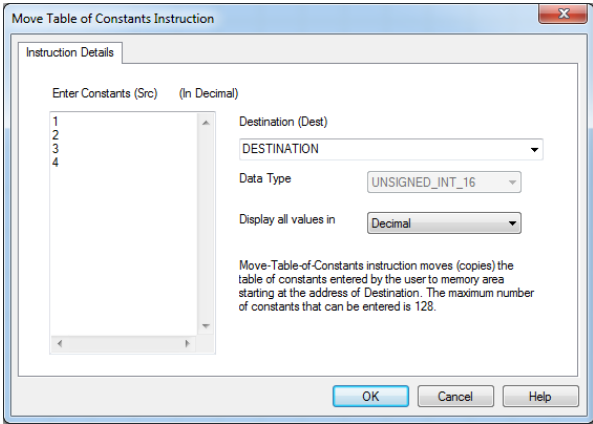 Move Table of Constants Instruction
Instruction Details
Enter Constants (Src) (In Decimal)
1
2
3
4
Destination (Dest)
DESTINATION
Data Type
UNSIGNED_INT_16
Display all values in
Decimal
Move-Table-of-Constants instruction moves (copies) the
table of constants entered by the user to memory area
starting at the address of Destination. The maximum number
of constants that can be entered is 128.
OK
Cancel
Help